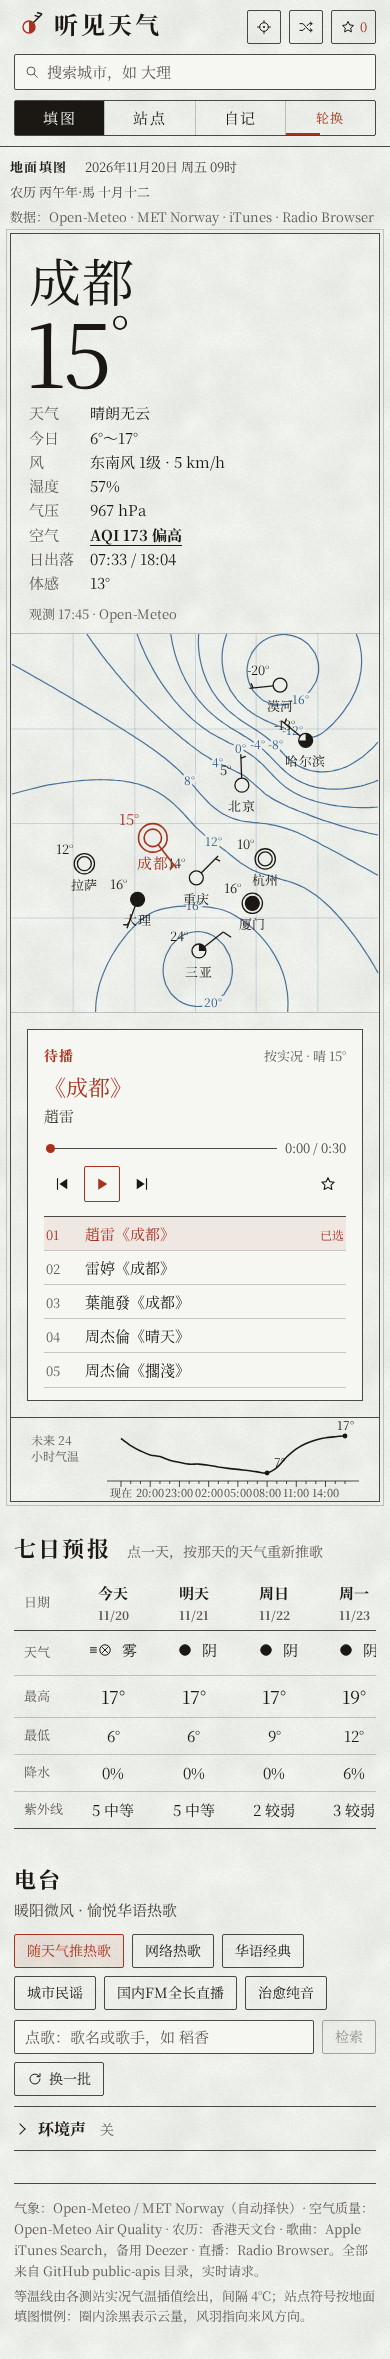 听见天气
0
搜索城市，如 大理
填图 站点 自记 轮换
地面填图 2026年11月20日 周五 09时
农历 丙午年·馬 十月十二
数据：Open-Meteo · MET Norway · iTunes · Radio Browser
成都
15°
天气 晴朗无云
今日 6°～17°
风 东南风 1级 · 5 km/h
湿度 57%
气压 967 hPa
空气 AQI 173 偏高
日出落 07:33 / 18:04
体感 13°
观测 17:45 · Open-Meteo
-20°
-16°
漠河
-12°
哈尔滨
0° -4° -8°
4° 5°
8°
北京
15°
12° 10°
12° 成都 14°
拉萨 16° 重庆 杭州
16° 16°
大理 厦门
24°
三亚
20°
待播 按实况 · 晴 15°
《成都》
趙雷
0:00 / 0:30
01 趙雷《成都》 已选
02 雷婷《成都》
03 葉龍發《成都》
04 周杰倫《晴天》
05 周杰倫《擱淺》
17°
未来 24
小时气温
7°
现在 20:00 23:00 02:00 05:00 08:00 11:00 14:00
七日预报 点一天，按那天的天气重新推歌
日期 今天 明天 周日 周一
11/20 11/21 11/22 11/23
天气 雾 阴 阴 阴
最高 17° 17° 17° 19°
最低 6° 6° 9° 12°
降水 0% 0% 0% 6%
紫外线 5 中等 5 中等 2 较弱 3 较弱
电台
暖阳微风 · 愉悦华语热歌
随天气推热歌 网络热歌 华语经典
城市民谣 国内FM全长直播 治愈纯音
点歌：歌名或歌手，如 稻香 检索
换一批
环境声 关
气象：Open-Meteo / MET Norway（自动择快）· 空气质量：
Open-Meteo Air Quality · 农历：香港天文台 · 歌曲：Apple
iTunes Search，备用 Deezer · 直播：Radio Browser。全部
来自 GitHub public-apis 目录，实时请求。
等温线由各测站实况气温插值绘出，间隔 4°C；站点符号按地面
填图惯例：圈内涂黑表示云量，风羽指向来风方向。